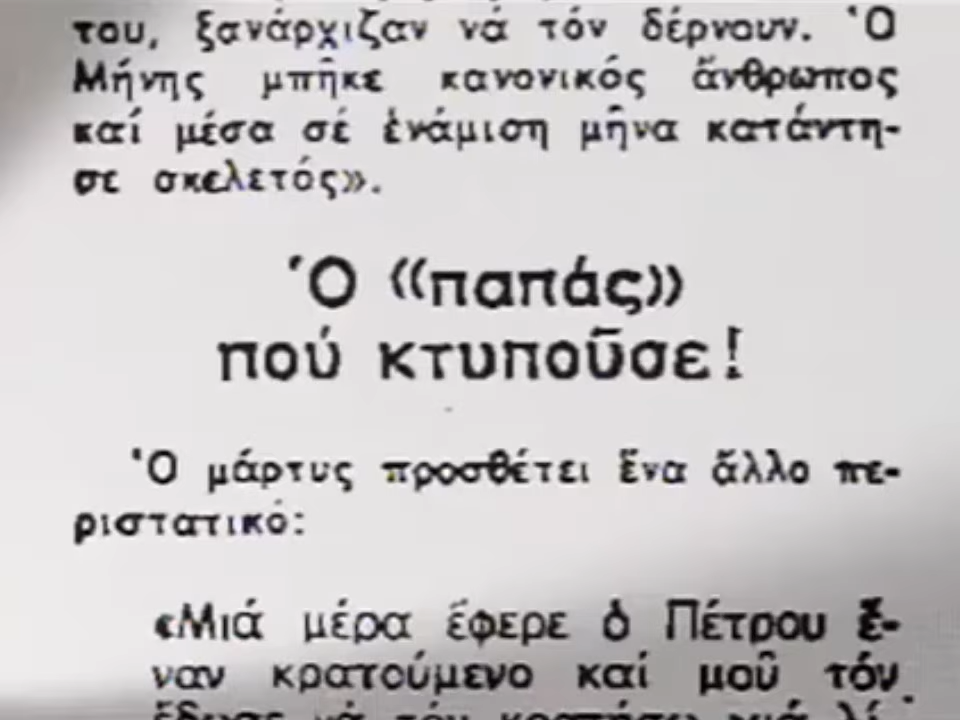 του, ξανάρχιζαν νά τόν δέρνουν. Ὁ
Μήνης μπῆκε κανονικός ἄνθρωπος
καί μέσα σέ ἑνάμιση μῆνα κατάντη-
σε σκελετός».
Ὁ «παπάς»
πού κτυποῦσε!
Ὁ μάρτυς προσθέτει ἕνα ἄλλο πε-
ριστατικό:
«Μιά μέρα ἔφερε ὁ Πέτρου ἕ-
ναν κρατούμενο καί μοῦ τόν